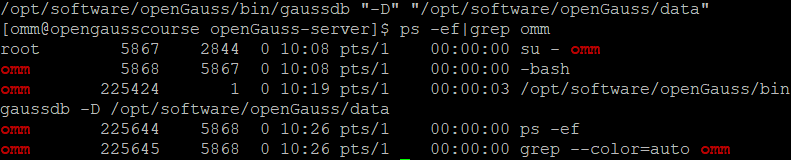 /opt/software/openGauss/bin/gaussdb "-D" "/opt/software/openGauss/data"
[omm@opengausscourse openGauss-server]$ ps -ef|grep omm
root 5867 2844 0 10:08 pts/1 00:00:00 su - omm
omm 5868 5867 0 10:08 pts/1 00:00:00 -bash
omm 225424 1 0 10:19 pts/1 00:00:03 /opt/software/openGauss/bin
gaussdb -D /opt/software/openGauss/data
omm 225644 5868 0 10:26 pts/1 00:00:00 ps -ef
omm 225645 5868 0 10:26 pts/1 00:00:00 grep --color=auto omm